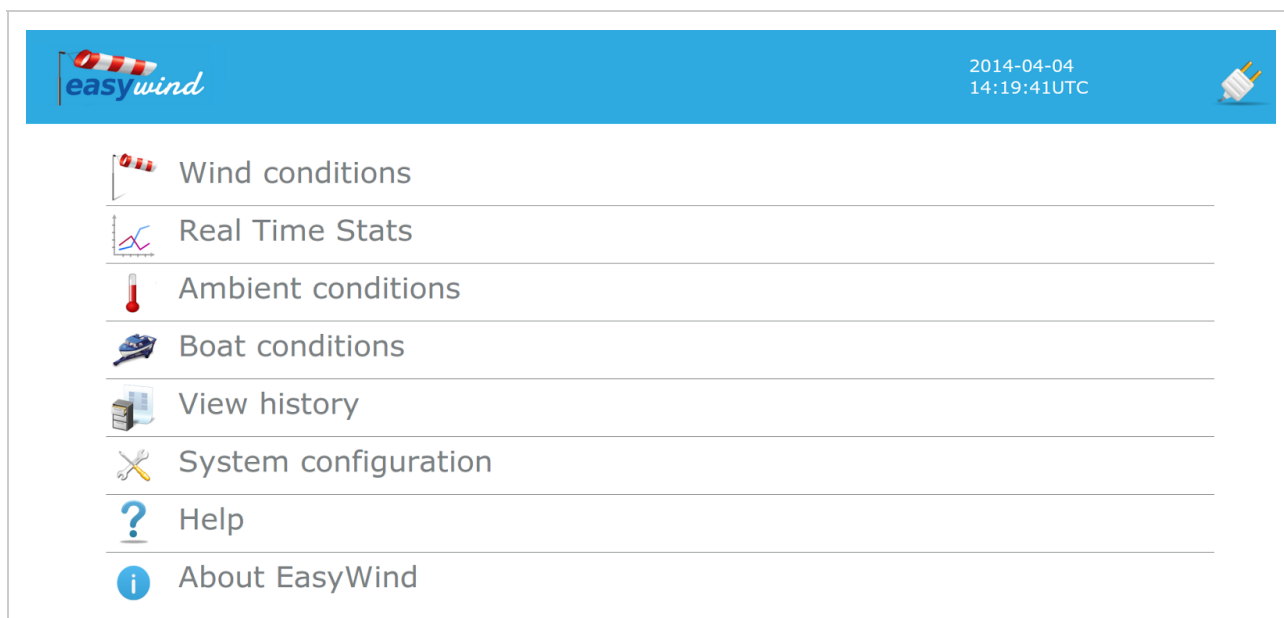 easywind
2014-04-04
14:19:41UTC
Wind conditions
Real Time Stats
Ambient conditions
Boat conditions
View history
System configuration
Help
About EasyWind